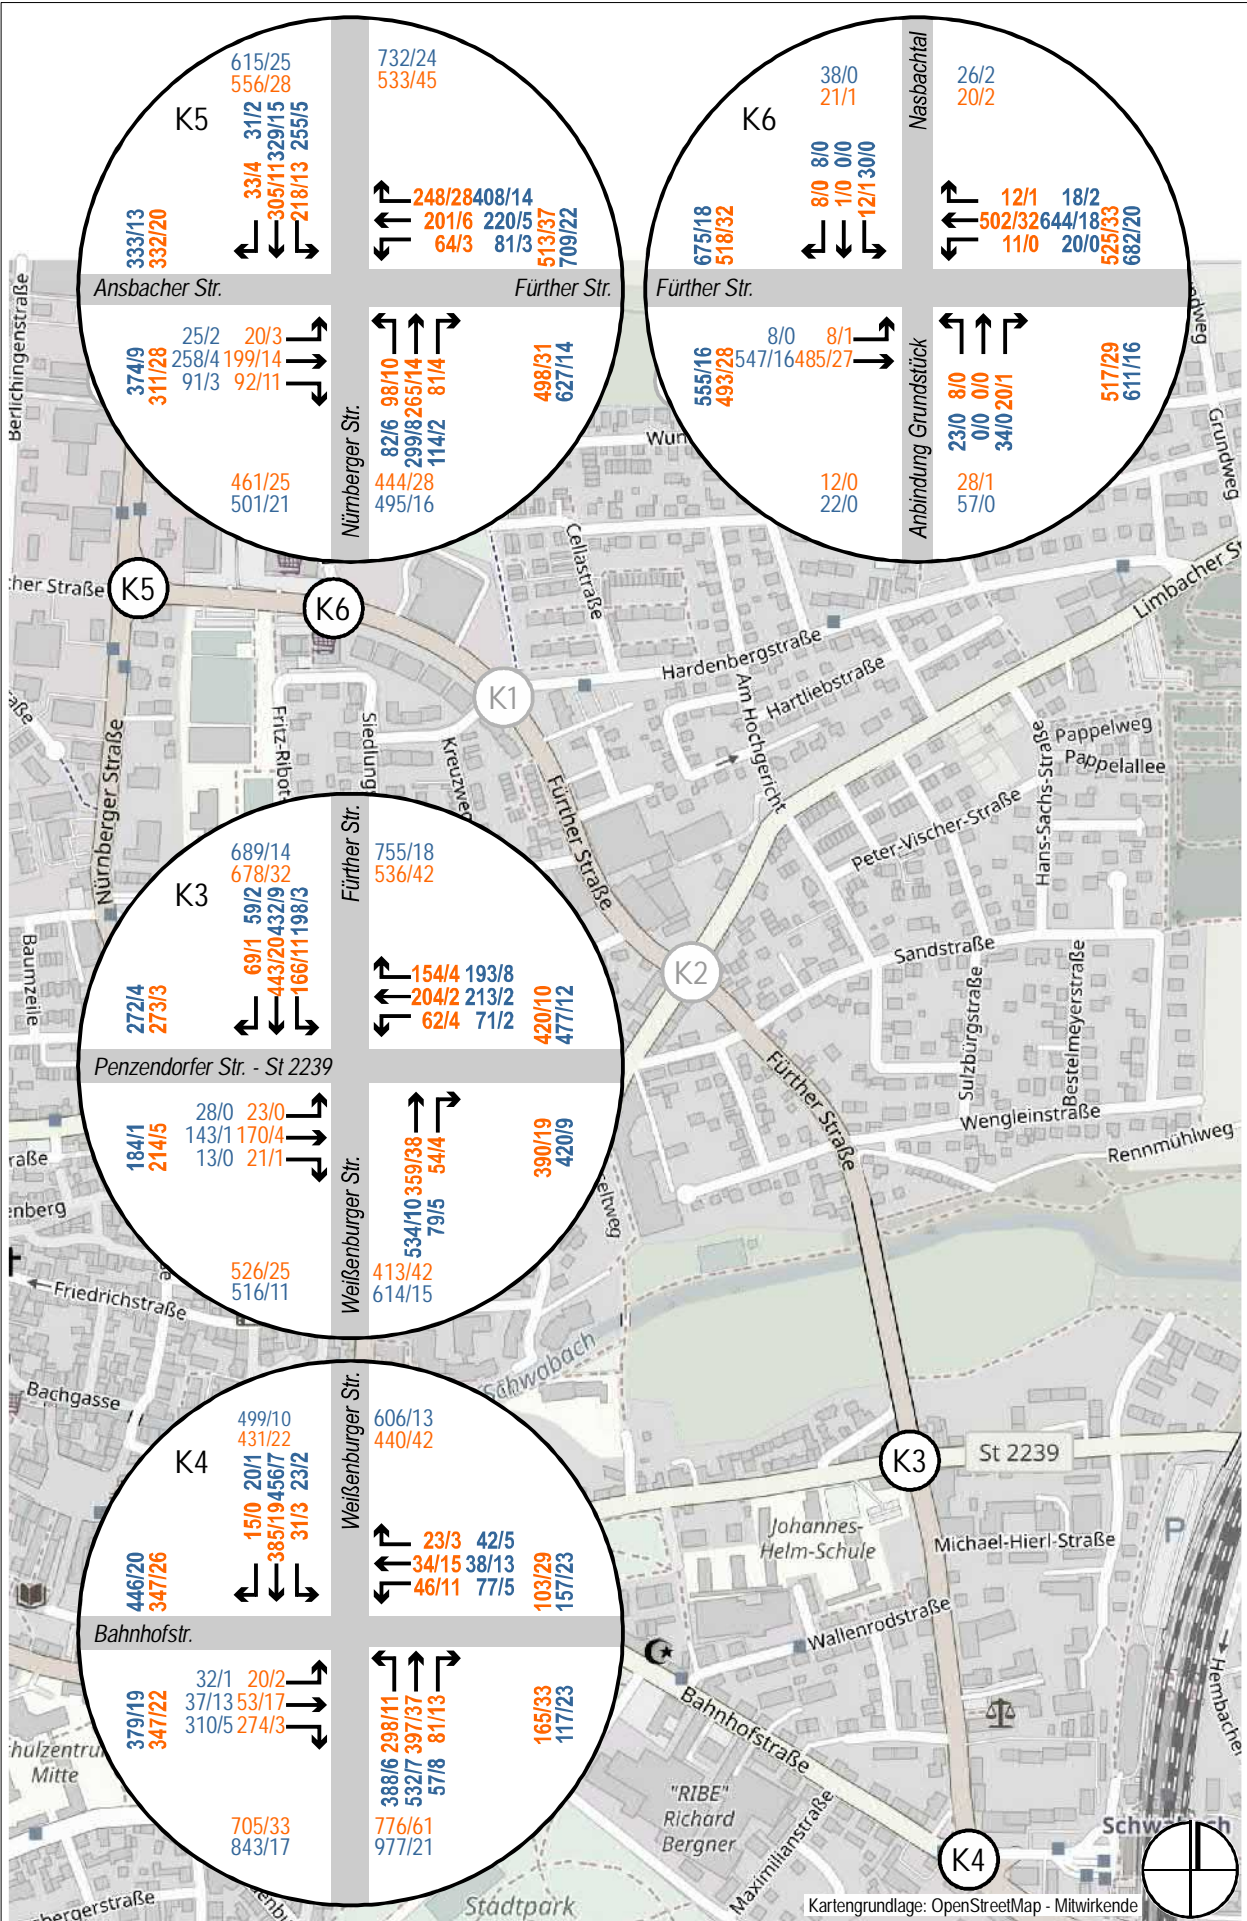 K5
615/25
556/28
732/24
533/45
33/4 31/2
305/11 329/15
218/13 255/5
333/13
332/20
248/28 408/14
201/6 220/5
64/3 81/3
513/37
709/22
Ansbacher Str.
Fürther Str.
25/2 20/3
258/4 199/14
91/3 92/11
374/9
311/28
Nürnberger Str.
82/6 98/10
299/8 265/14
114/2 81/4
498/31
627/14
461/25
501/21
444/28
495/16
K6
38/0
21/1
Nasbachtal
26/2
20/2
8/0 8/0
1/0 0/0
12/1 30/0
675/18
518/32
12/1 18/2
502/32 644/18
11/0 20/0
525/33
682/20
Fürther Str.
8/0 8/1
547/16 485/27
555/16
493/28
Anbindung Grundstück
23/0 8/0
0/0 0/0
34/0 20/1
517/29
611/16
12/0
22/0
28/1
57/0
Berlichingenstraße
Grundweg
Cellastraße
Limbacher St
cher Straße
K5
K6
K1
Hardenbergstraße
Hartliebstraße
Am Hochgericht
Fritz-Ribot-
Siedlungs
Kreuzweg
Nürnberger Straße
Fürther Straße
Pappelweg
Pappelallee
Hans-Sachs-Straße
Peter-Vischer-Straße
K3
689/14
678/32
Fürther Str.
755/18
536/42
69/1 59/2
443/20 432/9
166/11 198/3
272/4
273/3
154/4 193/8
204/2 213/2
62/4 71/2
420/10
477/12
Penzendorfer Str. - St 2239
28/0 23/0
143/1 170/4
13/0 21/1
184/1
214/5
Weißenburger Str.
534/10 359/38
79/5 54/4
390/19
420/9
526/25
516/11
413/42
614/15
Baumzeile
K2
Sandstraße
Sulzbürgstraße
Bestelmeyerstraße
Fürther Straße
Wengleinstraße
Rennmühlweg
raße
enberg
eltweg
Friedrichstraße
Bachgasse
Schwabach
K4
499/10
431/22
Weißenburger Str.
606/13
440/42
15/0 20/1
385/19 456/7
31/3 23/2
446/20
347/26
23/3 42/5
34/15 38/13
46/11 77/5
103/29
157/23
Bahnhofstr.
32/1 20/2
37/13 53/17
310/5 274/3
379/19
347/22
388/6 298/11
532/7 397/37
57/8 81/13
165/33
117/23
705/33
843/17
776/61
977/21
K3
St 2239
P
Johannes-
Helm-Schule
Michael-Hierl-Straße
Wallenrodstraße
Hembacher
Bahnhofstraße
"RIBE"
Richard
Bergner
Maximilianstraße
hulzentru
Mitte
Schwabach
K4
Stadtpark
bergerstraße
Kartengrundlage: OpenStreetMap - Mitwirkende